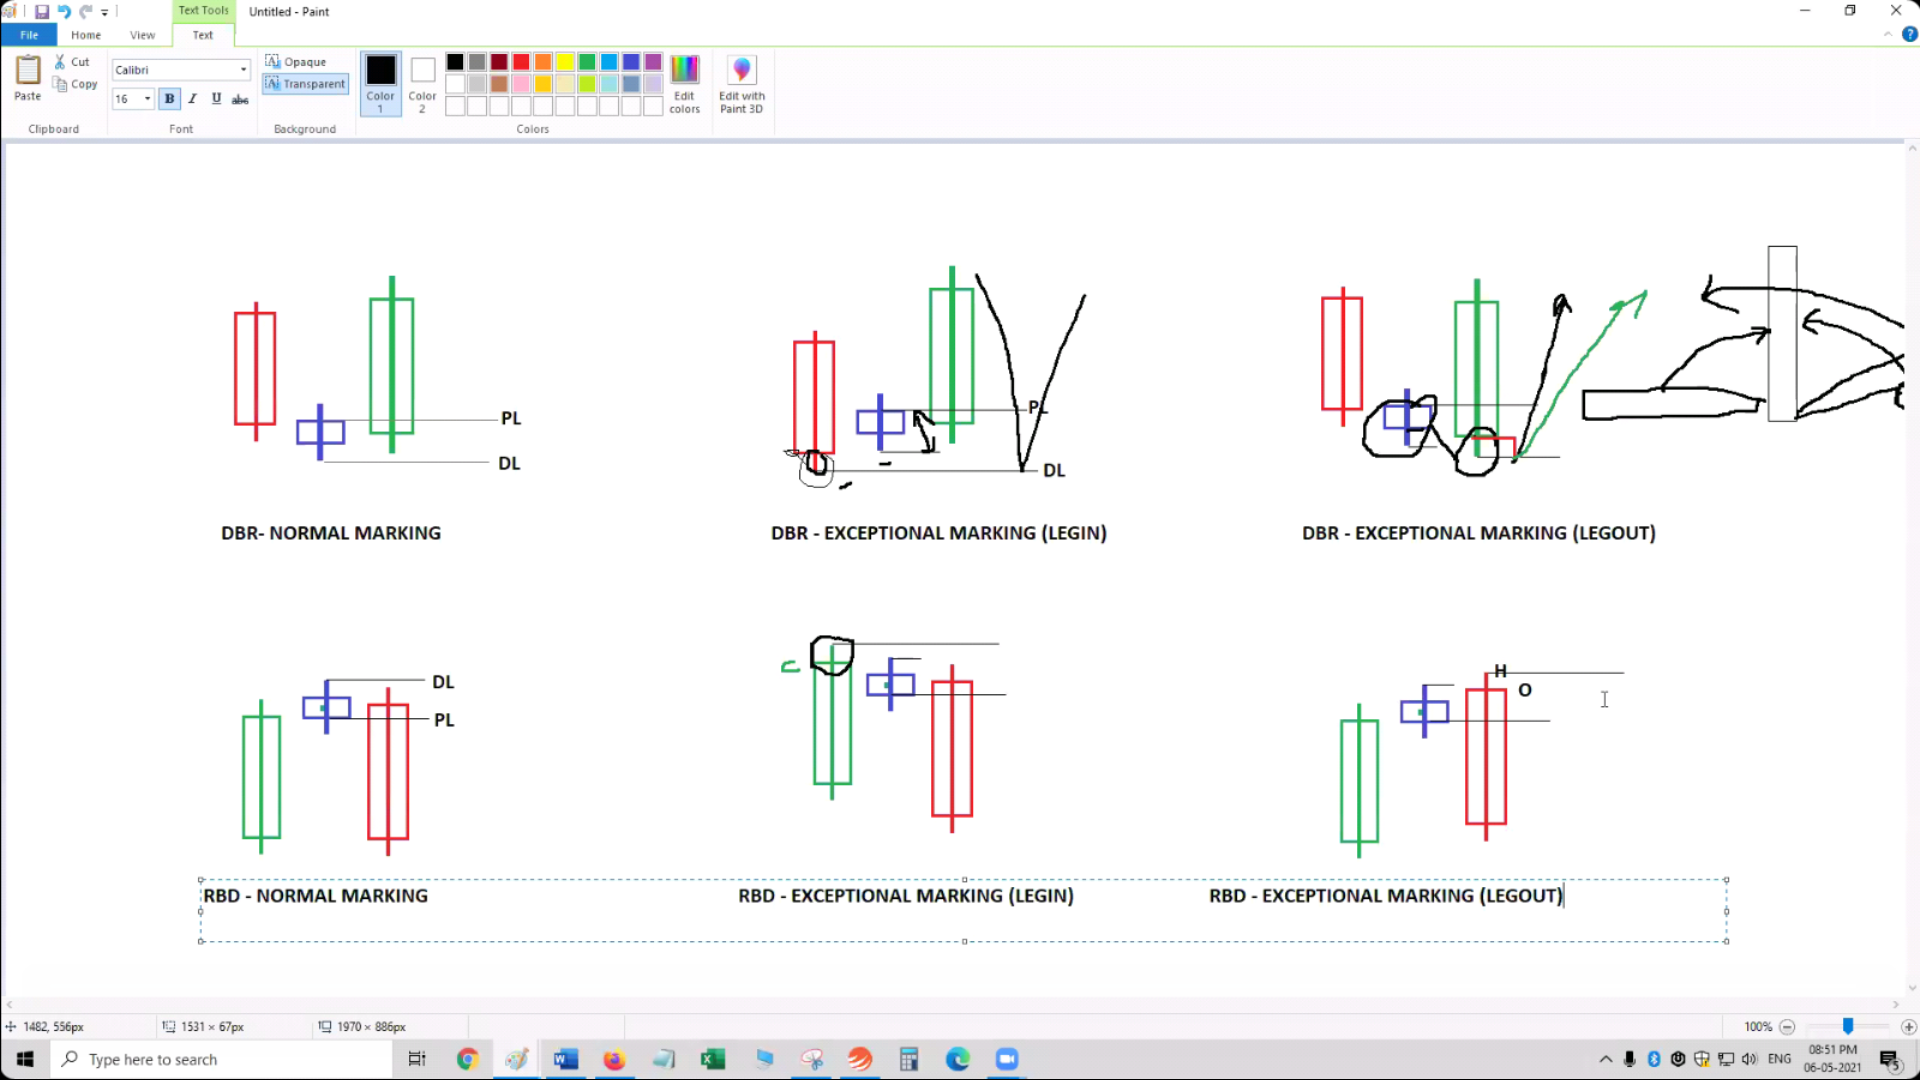 Text Tools
Untitled - Paint
File
Home
View
Text
Paste
Cut
Copy
Clipboard
Calibri
16
B
I
U
abc
Font
Opaque
Transparent
Background
Color 1
Color 2
Edit colors
Colors
Edit with Paint 3D
PL
DL
DBR- NORMAL MARKING
PL
DL
DBR - EXCEPTIONAL MARKING (LEGIN)
DBR - EXCEPTIONAL MARKING (LEGOUT)
DL
PL
C
H
O
RBD - NORMAL MARKING
RBD - EXCEPTIONAL MARKING (LEGIN)
RBD - EXCEPTIONAL MARKING (LEGOUT)
1482, 556px
1531 × 67px
1970 × 886px
100%
Type here to search
ENG
08:51 PM
06-05-2021
5